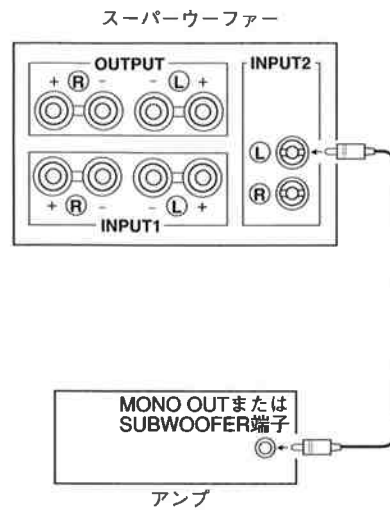 スーパーウーファー
OUTPUT
INPUT2
+ R - - L +
L
R
+ R - - L +
INPUT1
MONO OUTまたは
SUBWOOFER端子
アンプ